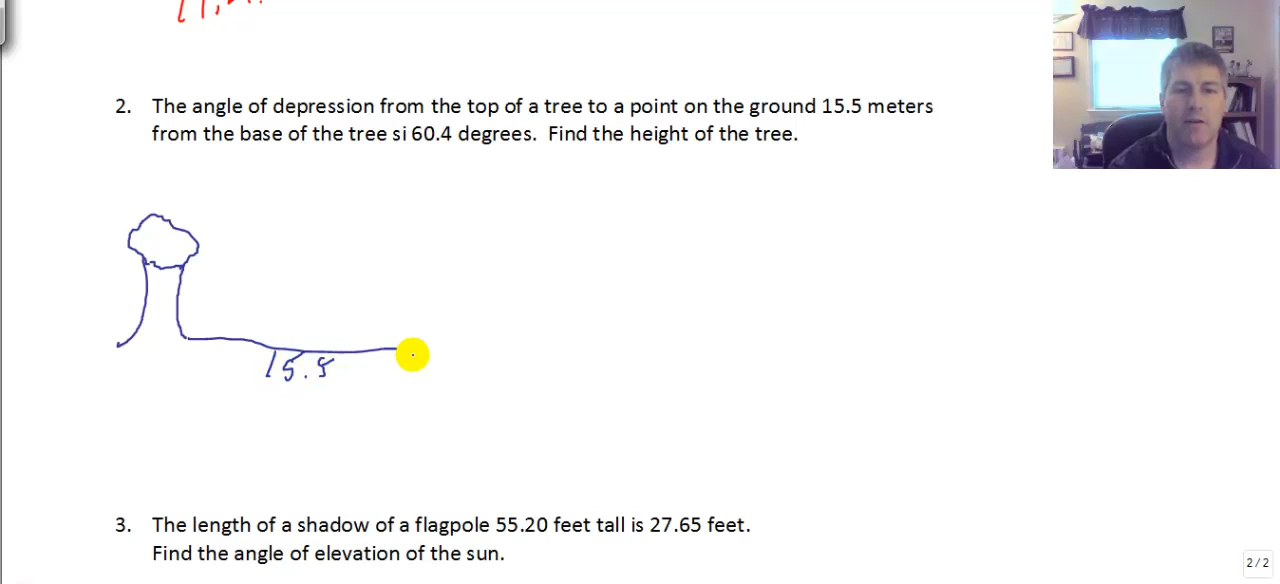 2. The angle of depression from the top of a tree to a point on the ground 15.5 meters
from the base of the tree si 60.4 degrees. Find the height of the tree.
15.5
3. The length of a shadow of a flagpole 55.20 feet tall is 27.65 feet.
Find the angle of elevation of the sun.
2/2